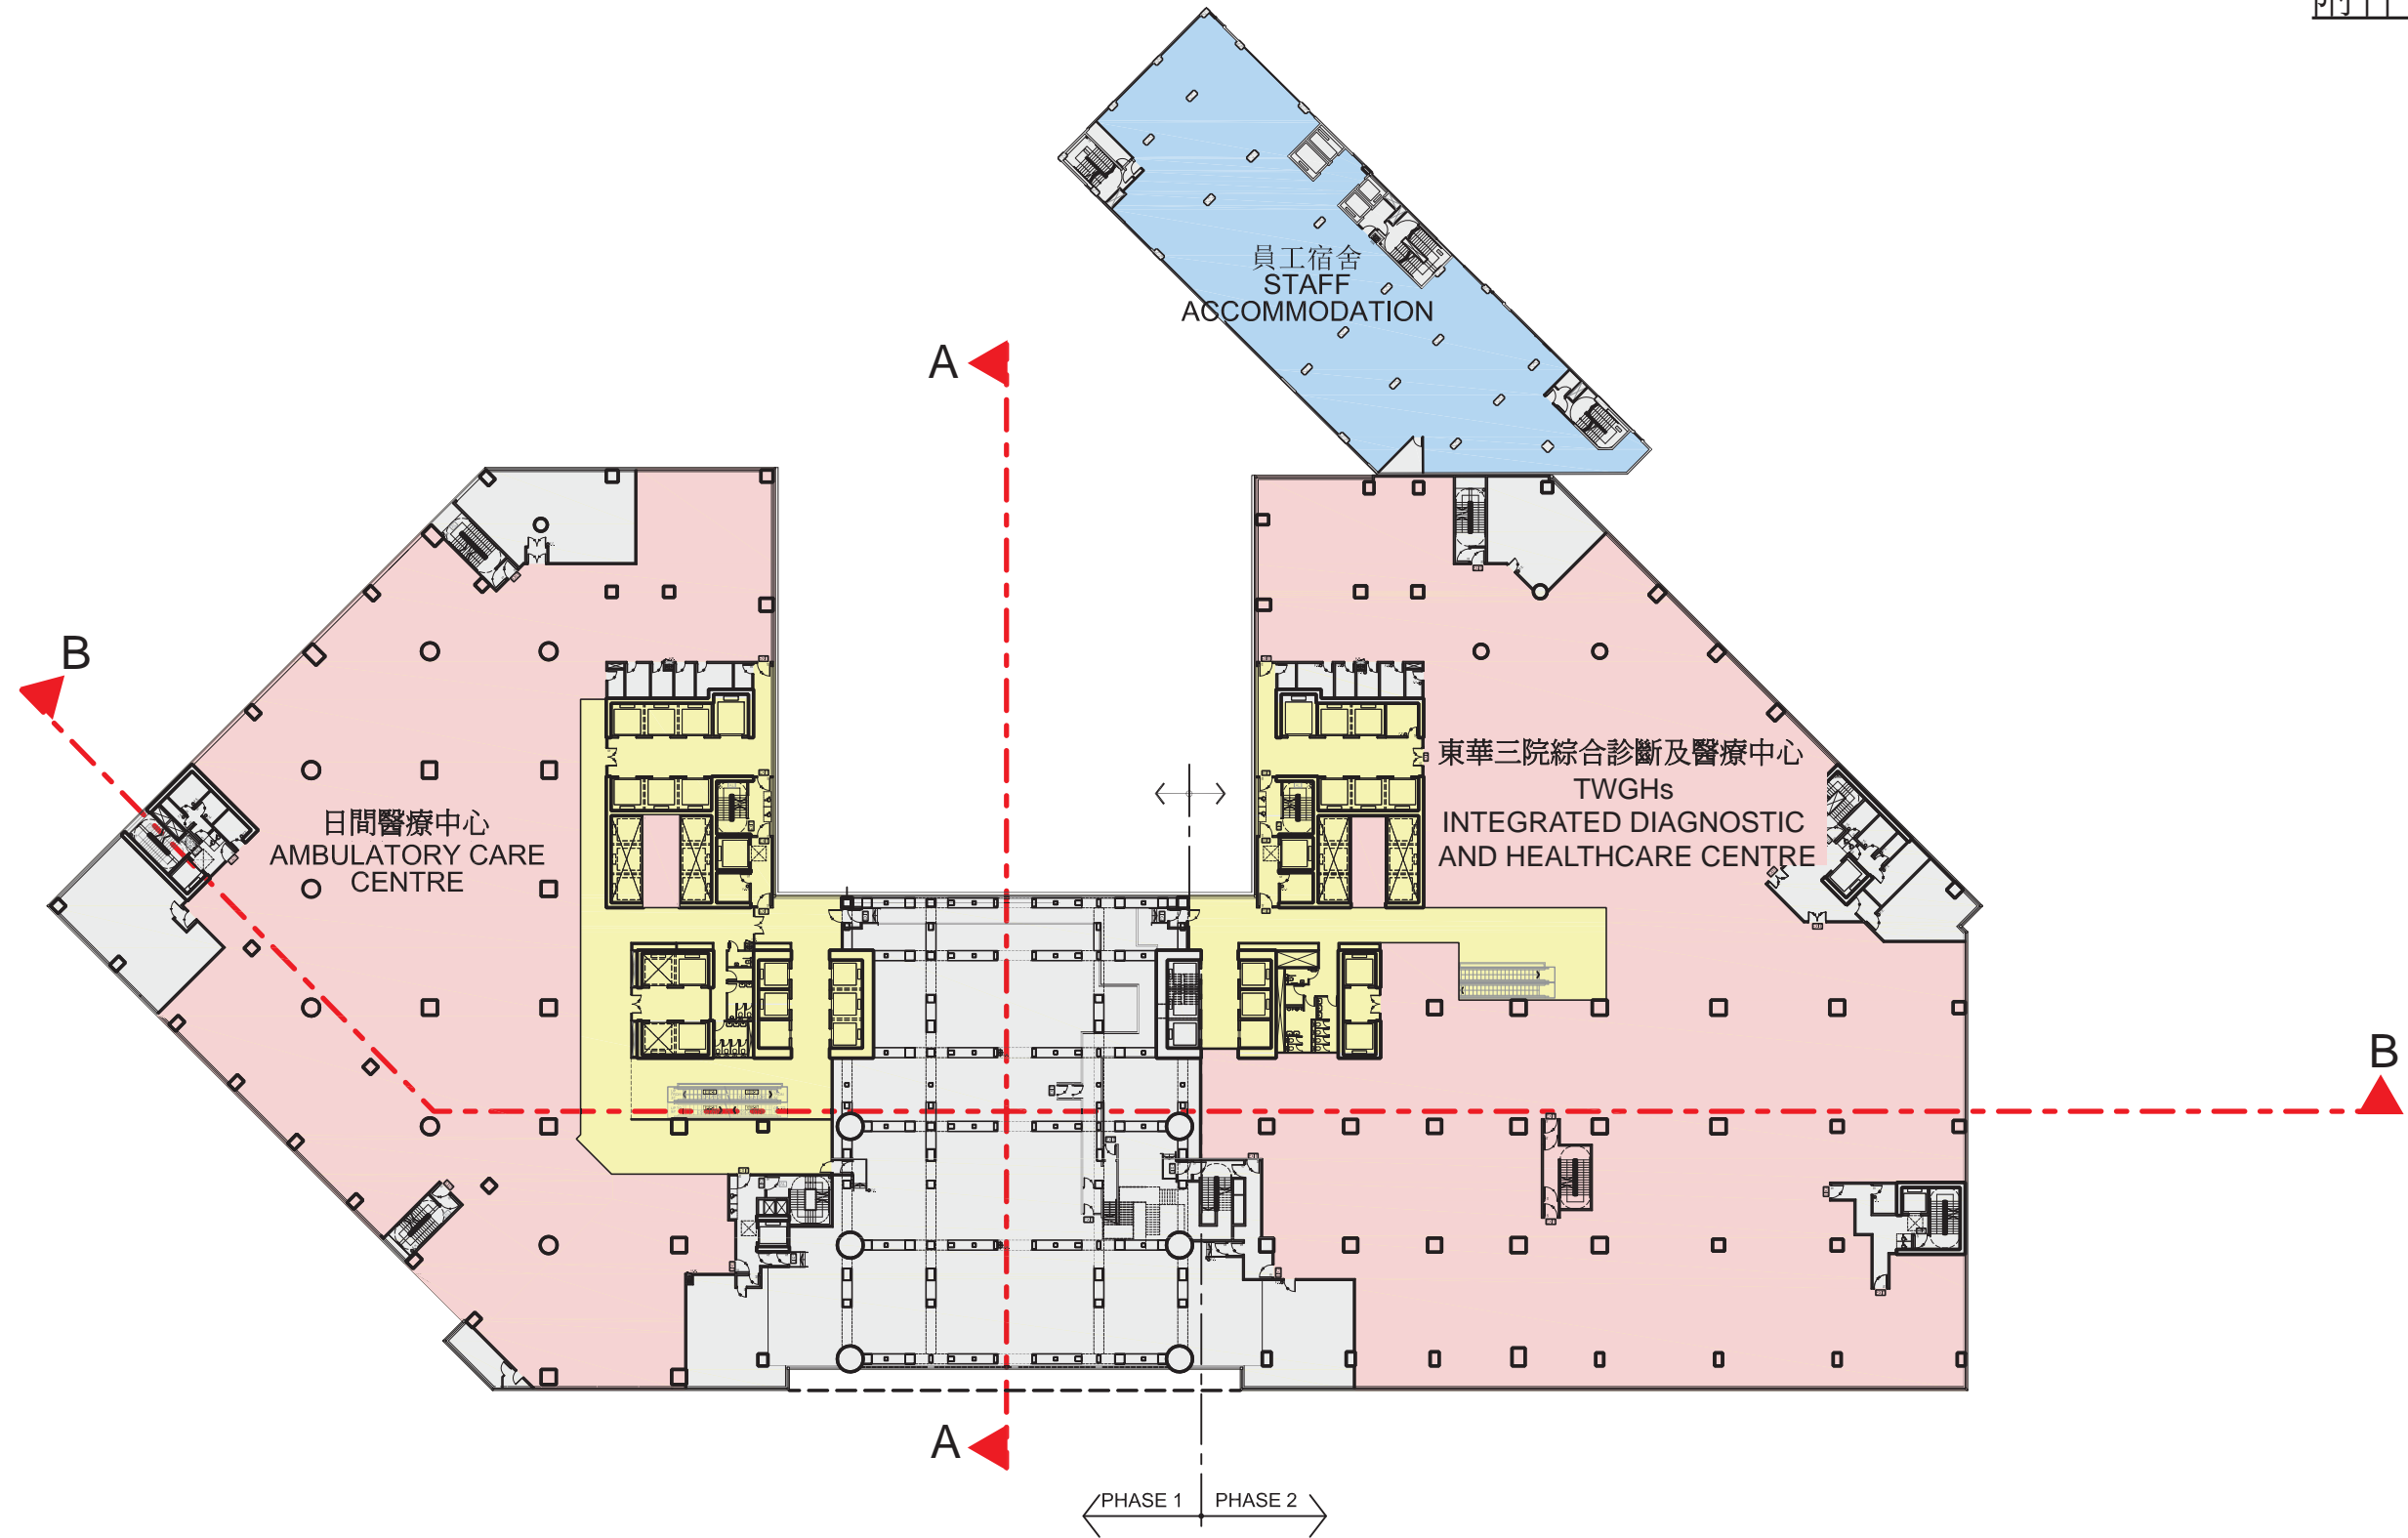 附件
員工宿舍
STAFF
ACCOMMODATION
A
B
東華三院綜合診斷及醫療中心
TWGHs
INTEGRATED DIAGNOSTIC
AND HEALTHCARE CENTRE
日間醫療中心
AMBULATORY CARE
CENTRE
B
A
PHASE 1 PHASE 2